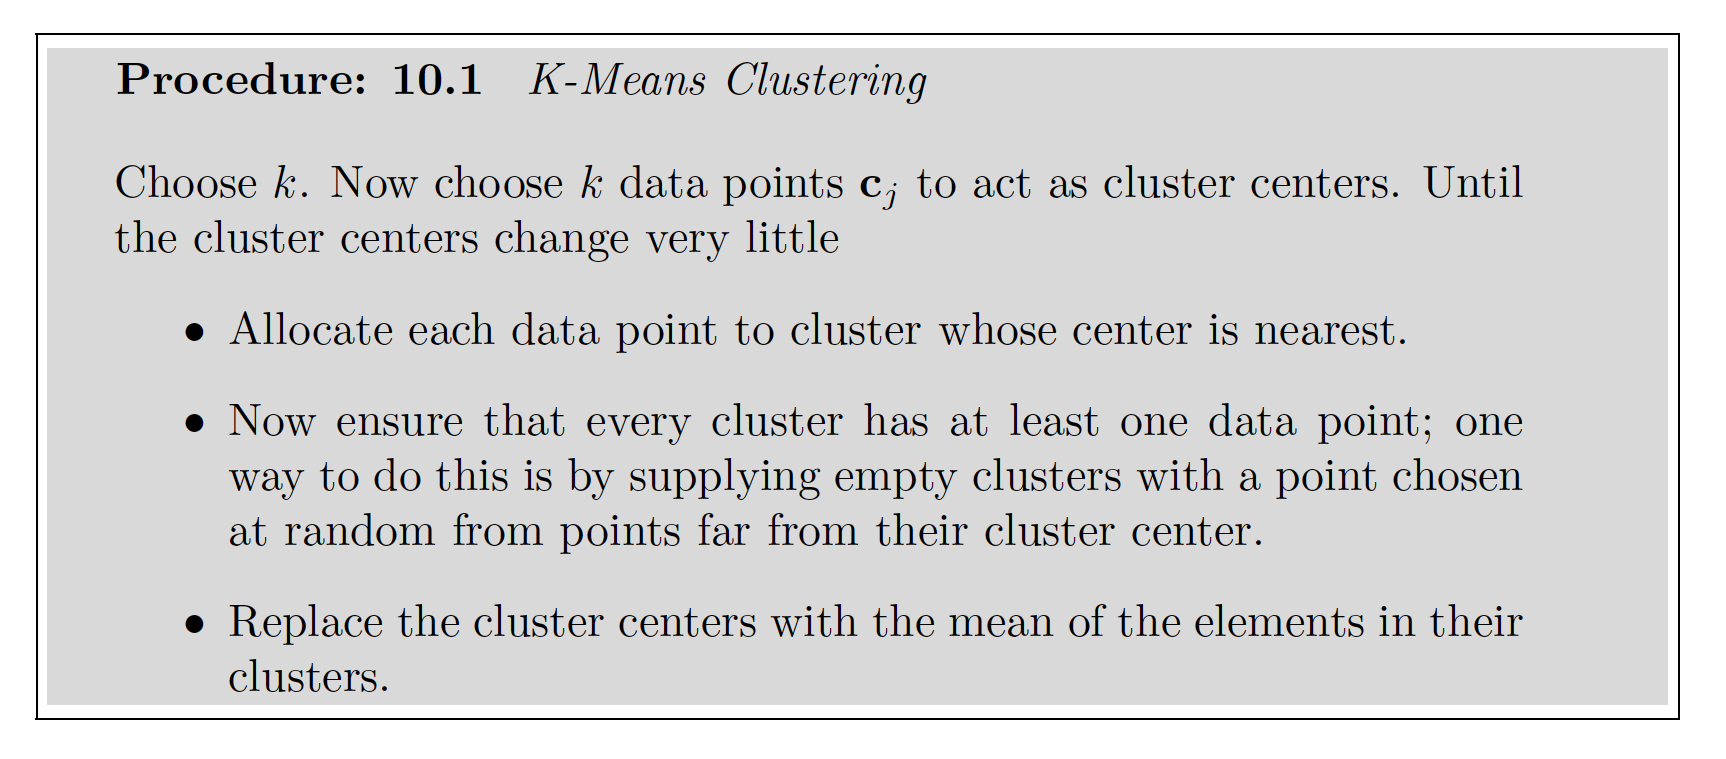 Procedure: 10.1 K-Means Clustering
Choose k. Now choose k data points c_j to act as cluster centers. Until
the cluster centers change very little
• Allocate each data point to cluster whose center is nearest.
• Now ensure that every cluster has at least one data point; one
way to do this is by supplying empty clusters with a point chosen
at random from points far from their cluster center.
• Replace the cluster centers with the mean of the elements in their
clusters.